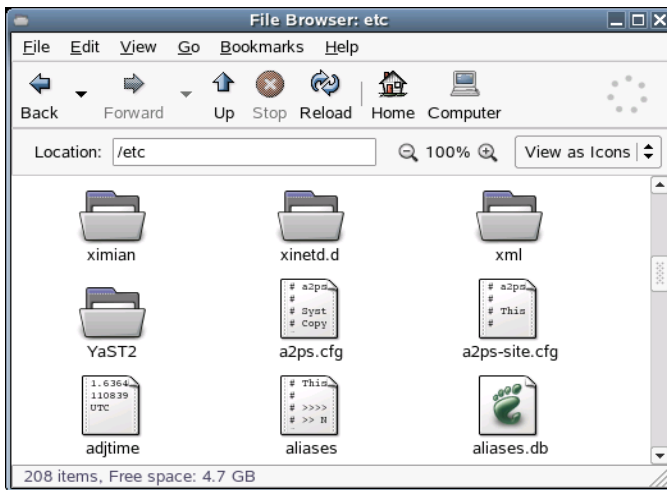 File Browser: etc
File Edit View Go Bookmarks Help
Back Forward Up Stop Reload Home Computer
Location: /etc 100% View as Icons
ximian xinetd.d xml
# a2ps
#
# Syst
# Copy
# a2ps
#
# This
#
YaST2 a2ps.cfg a2ps-site.cfg
1.6364
110839
UTC
# This
#
# >>>>
# >> N
adjtime aliases aliases.db
208 items, Free space: 4.7 GB